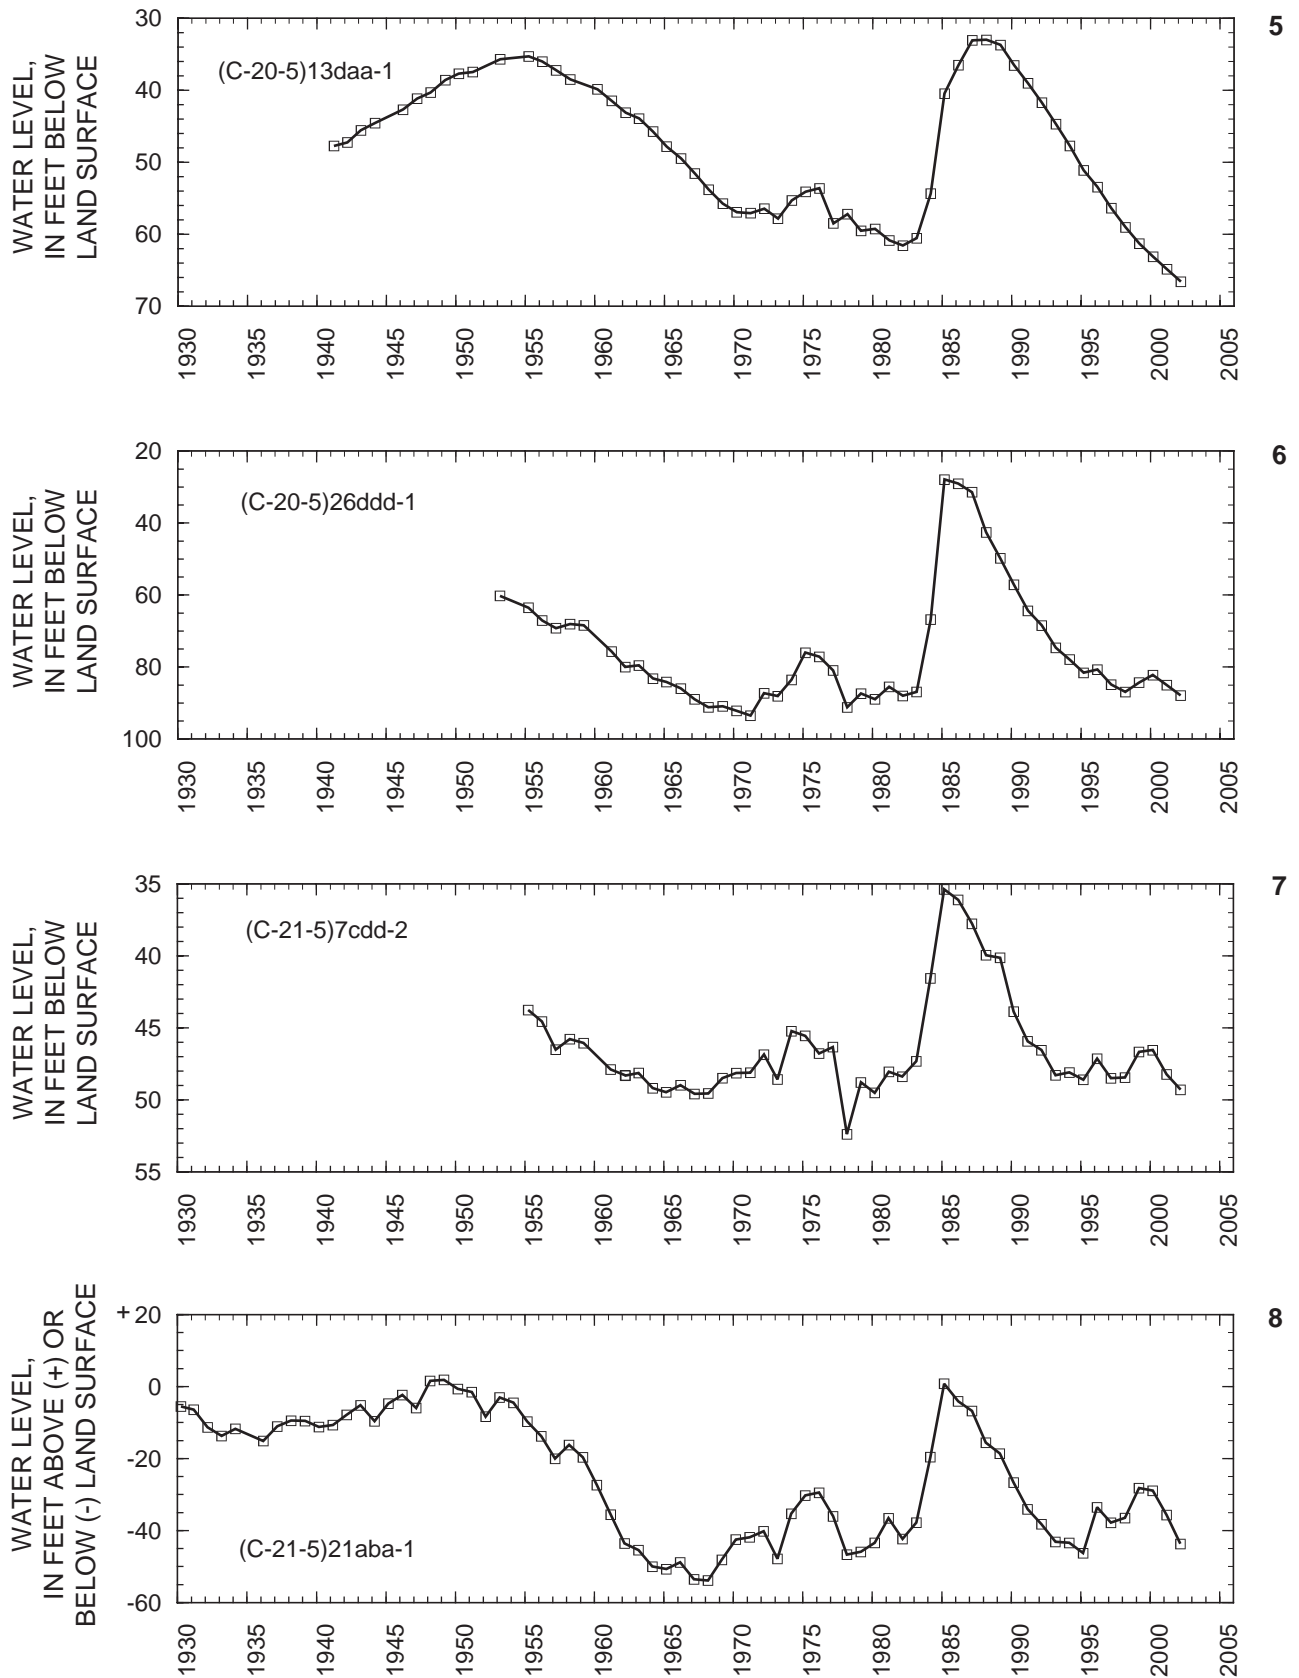 5
WATER LEVEL,
IN FEET BELOW
LAND SURFACE
(C-20-5)13daa-1
30
40
50
60
70
1930 1935 1940 1945 1950 1955 1960 1965 1970 1975 1980 1985 1990 1995 2000 2005
6
WATER LEVEL,
IN FEET BELOW
LAND SURFACE
(C-20-5)26ddd-1
20
40
60
80
100
1930 1935 1940 1945 1950 1955 1960 1965 1970 1975 1980 1985 1990 1995 2000 2005
7
WATER LEVEL,
IN FEET BELOW
LAND SURFACE
(C-21-5)7cdd-2
35
40
45
50
55
1930 1935 1940 1945 1950 1955 1960 1965 1970 1975 1980 1985 1990 1995 2000 2005
8
WATER LEVEL,
IN FEET ABOVE (+) OR
BELOW (-) LAND SURFACE
(C-21-5)21aba-1
+20
0
-20
-40
-60
1930 1935 1940 1945 1950 1955 1960 1965 1970 1975 1980 1985 1990 1995 2000 2005